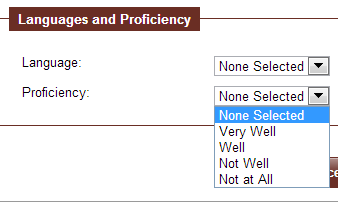 Languages and Proficiency
Language: None Selected
Proficiency: None Selected
None Selected
Very Well
Well
Not Well
Not at All